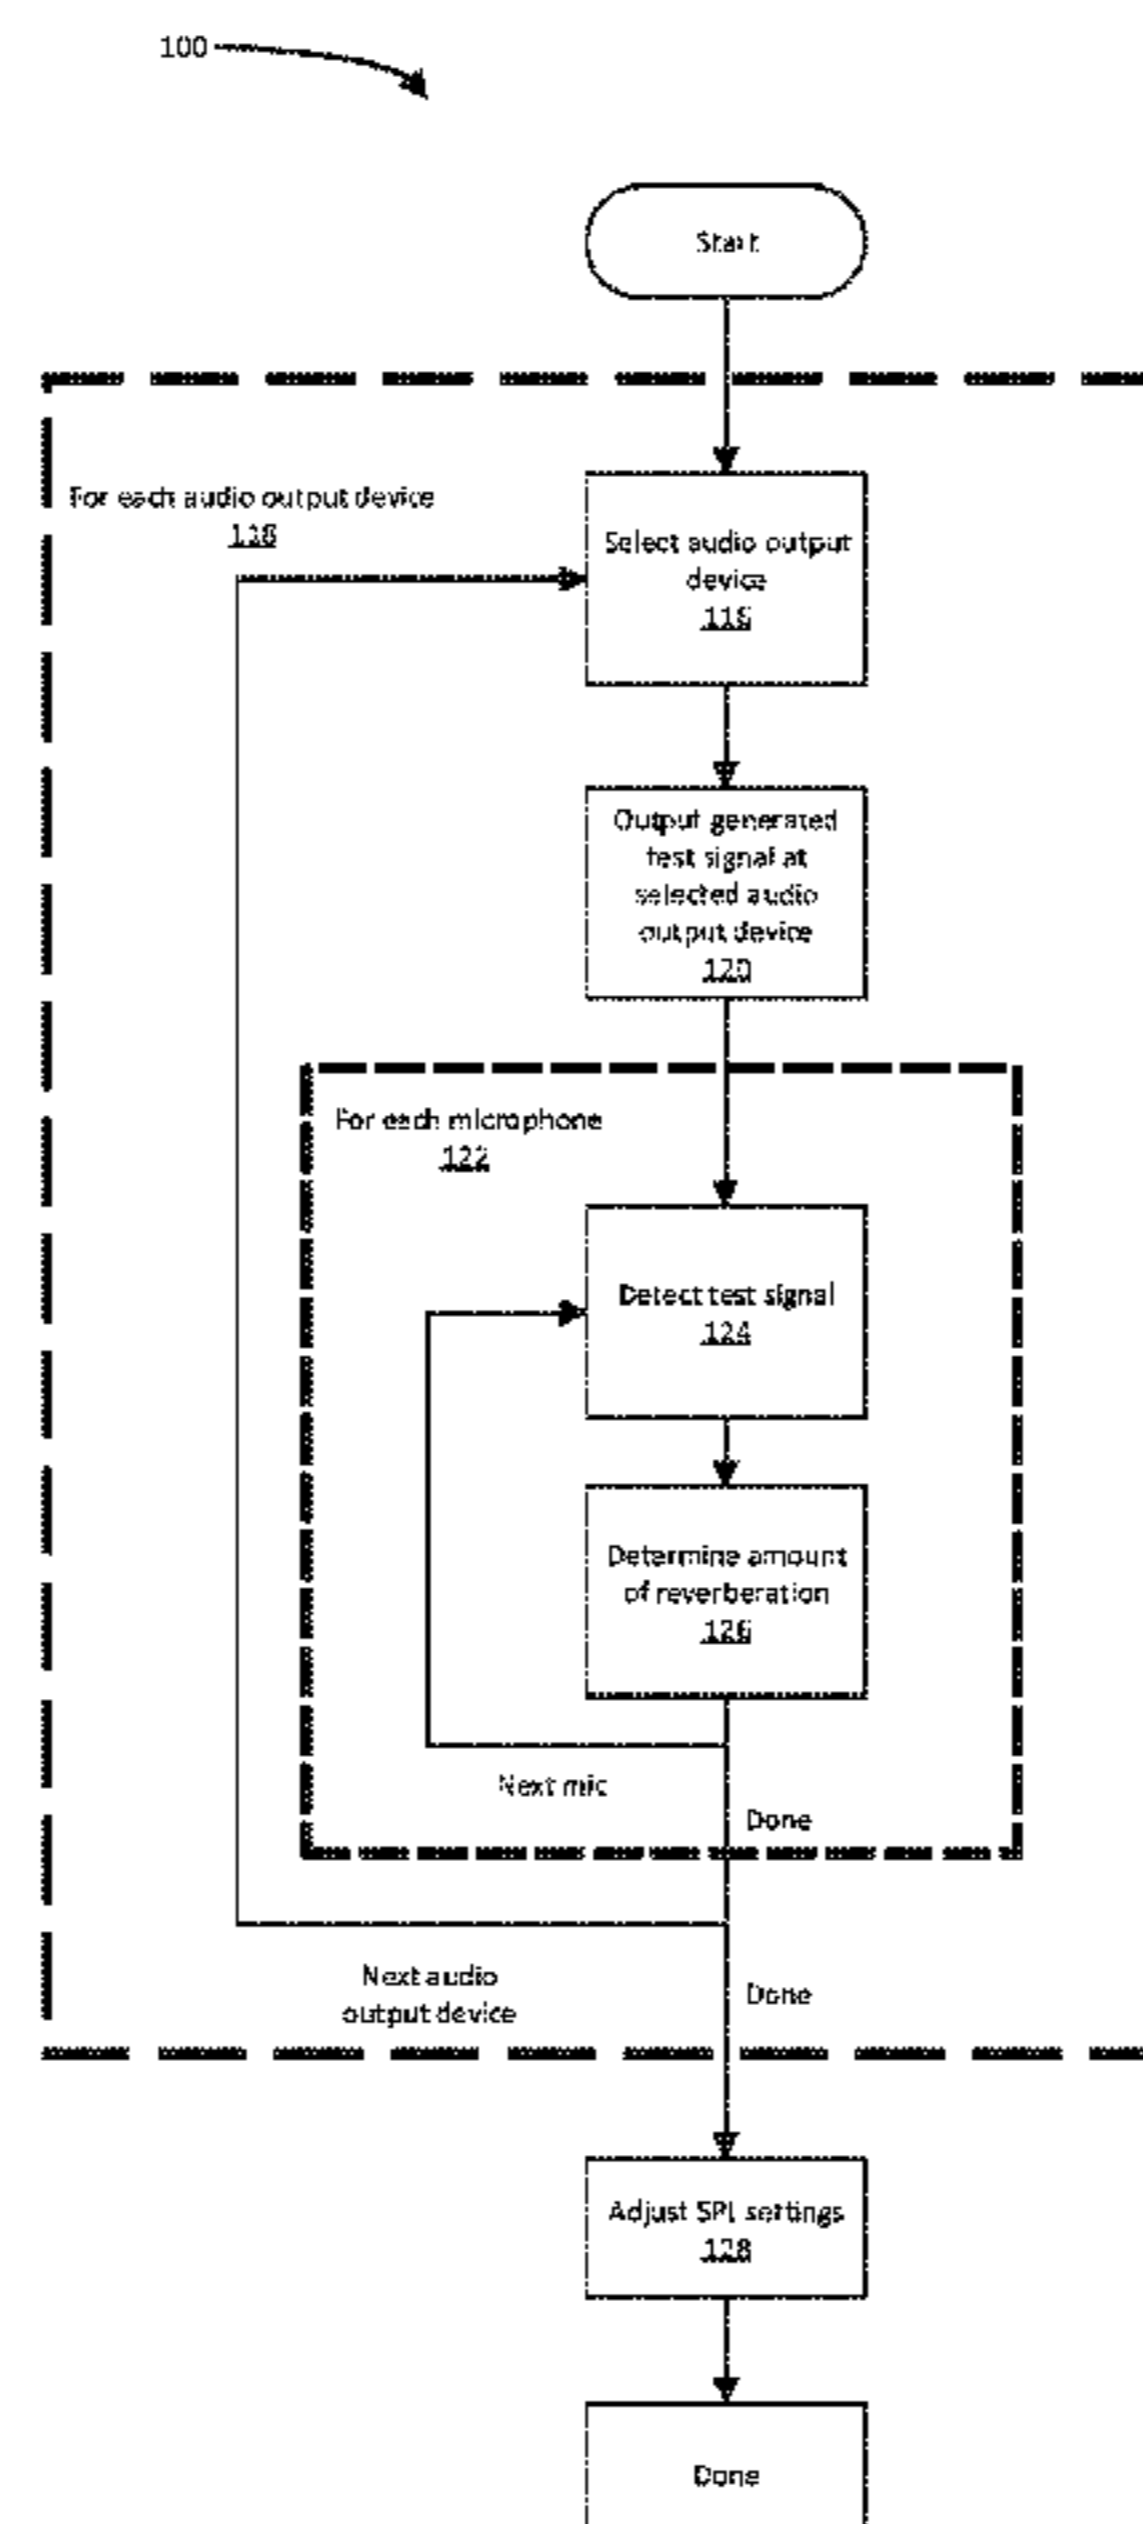 100
Start
For each audio output device
Select audio output
device
Output generated
test signal at
selected audio
output device
120
For each microphone
122
Detect test signal
124
Determine amount
of reverberation
126
Next mic
Done
Next audio
output device
Done
Adjust SPL settings
128
Done